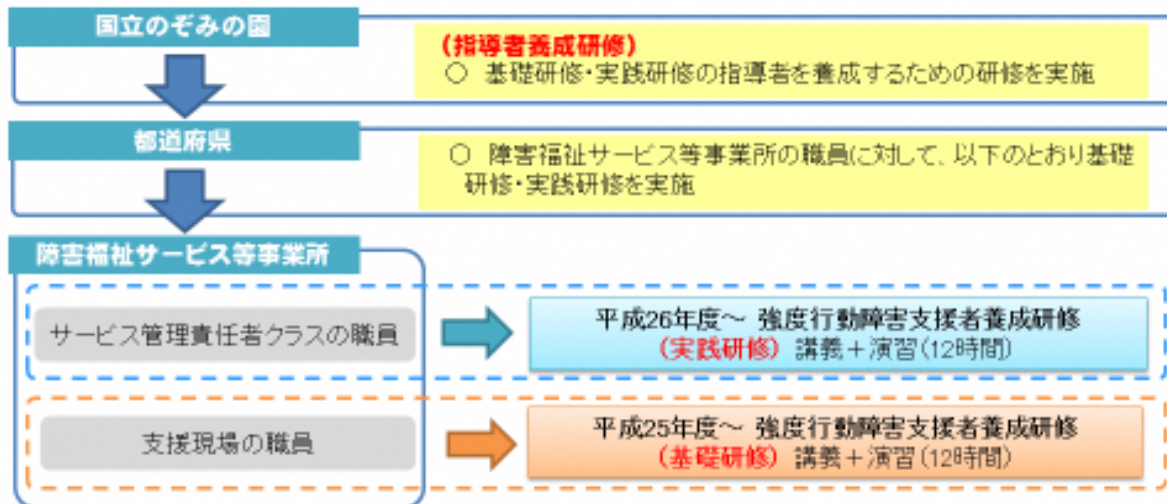 国立のぞみの園
(指導者養成研修)
○ 基礎研修・実践研修の指導者を養成するための研修を実施
都道府県
○ 障害福祉サービス等事業所の職員に対して、以下のとおり基礎
研修・実践研修を実施
障害福祉サービス等事業所
サービス管理責任者クラスの職員
平成26年度～ 強度行動障害支援者養成研修
(実践研修) 講義＋演習(12時間)
支援現場の職員
平成25年度～ 強度行動障害支援者養成研修
(基礎研修) 講義＋演習(12時間)